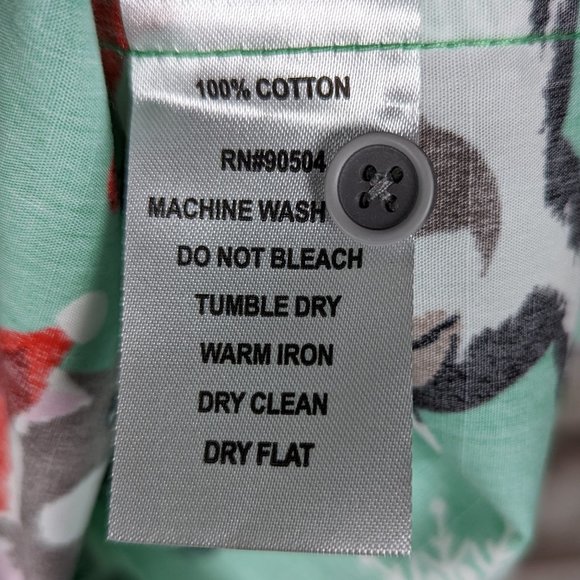 100% COTTON
RN#90504
MACHINE WASH
DO NOT BLEACH
TUMBLE DRY
WARM IRON
DRY CLEAN
DRY FLAT